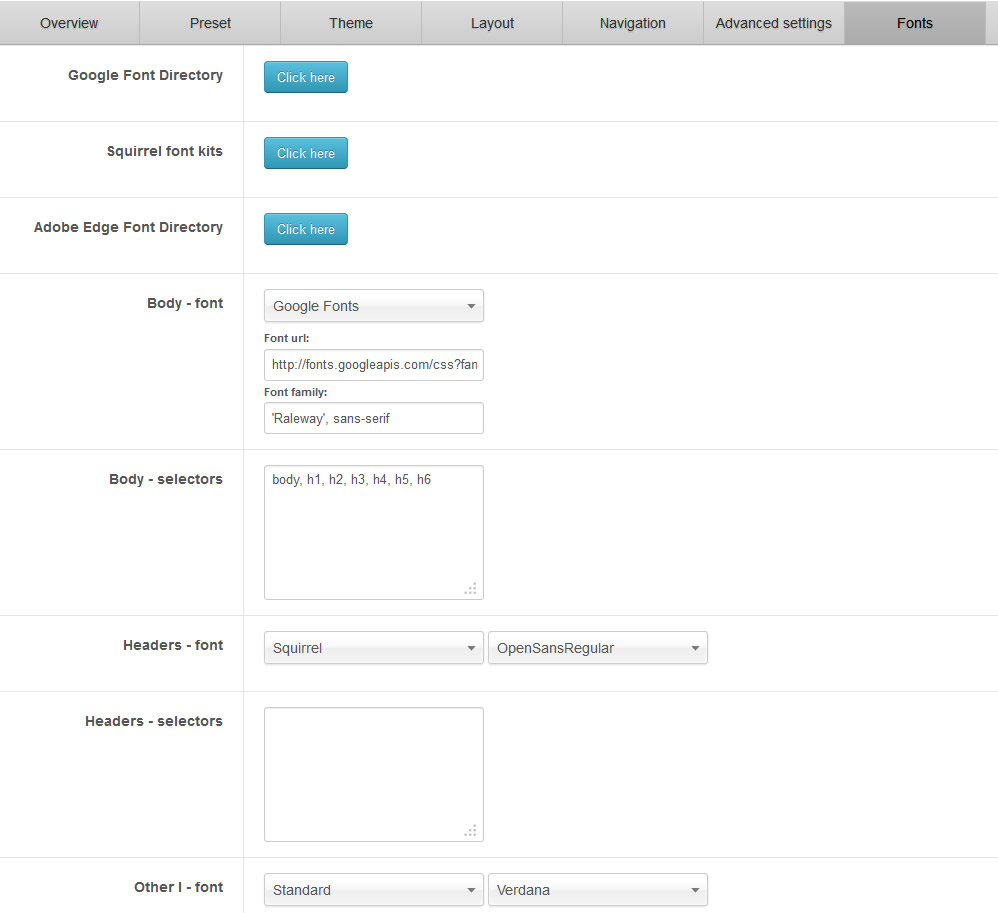 Overview Preset Theme Layout Navigation Advanced settings Fonts
Google Font Directory Click here
Squirrel font kits Click here
Adobe Edge Font Directory Click here
Body - font Google Fonts
Font url:
http://fonts.googleapis.com/css?fan
Font family:
'Raleway', sans-serif
Body - selectors body, h1, h2, h3, h4, h5, h6
Headers - font Squirrel OpenSansRegular
Headers - selectors
Other I - font Standard Verdana